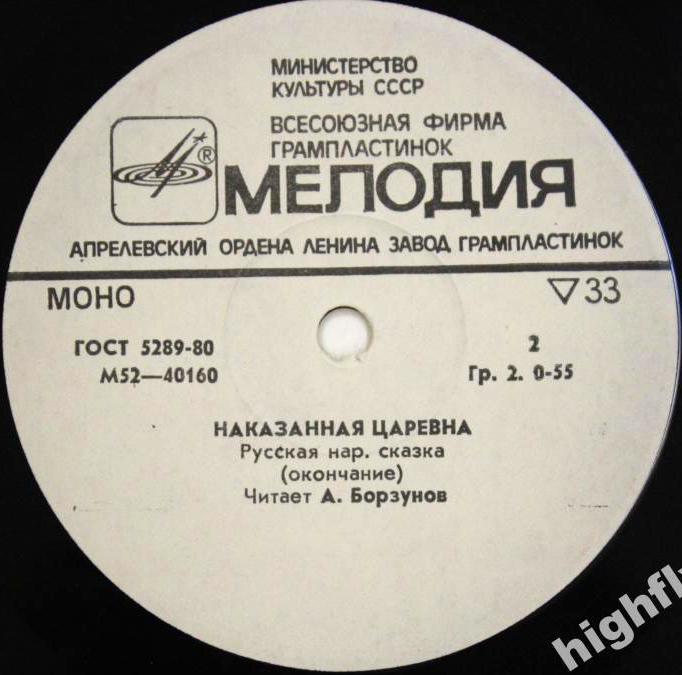 МИНИСТЕРСТВО
КУЛЬТУРЫ СССР
ВСЕСОЮЗНАЯ ФИРМА
ГРАМПЛАСТИНОК
® МЕЛОДИЯ
АПРЕЛЕВСКИЙ ОРДЕНА ЛЕНИНА ЗАВОД ГРАМПЛАСТИНОК
МОНО ▽33
ГОСТ 5289-80 2
М52—40160 Гр. 2. 0-55
НАКАЗАННАЯ ЦАРЕВНА
Русская нар. сказка
(окончание)
Читает А. Борзунов